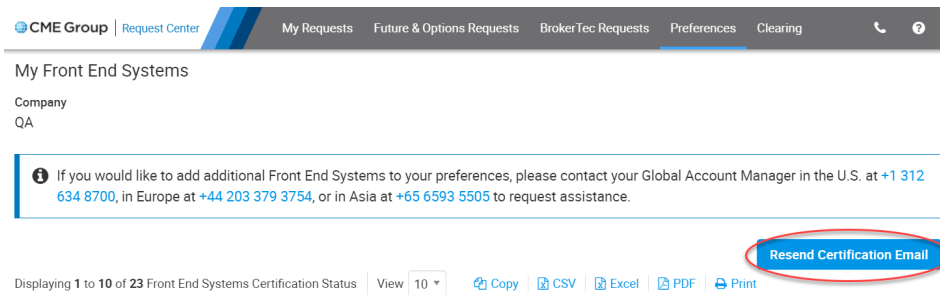 CME Group | Request Center My Requests Future & Options Requests BrokerTec Requests Preferences Clearing
My Front End Systems
Company
QA
If you would like to add additional Front End Systems to your preferences, please contact your Global Account Manager in the U.S. at +1 312
634 8700, in Europe at +44 203 379 3754, or in Asia at +65 6593 5505 to request assistance.
Resend Certification Email
Displaying 1 to 10 of 23 Front End Systems Certification Status View 10 Copy CSV Excel PDF Print